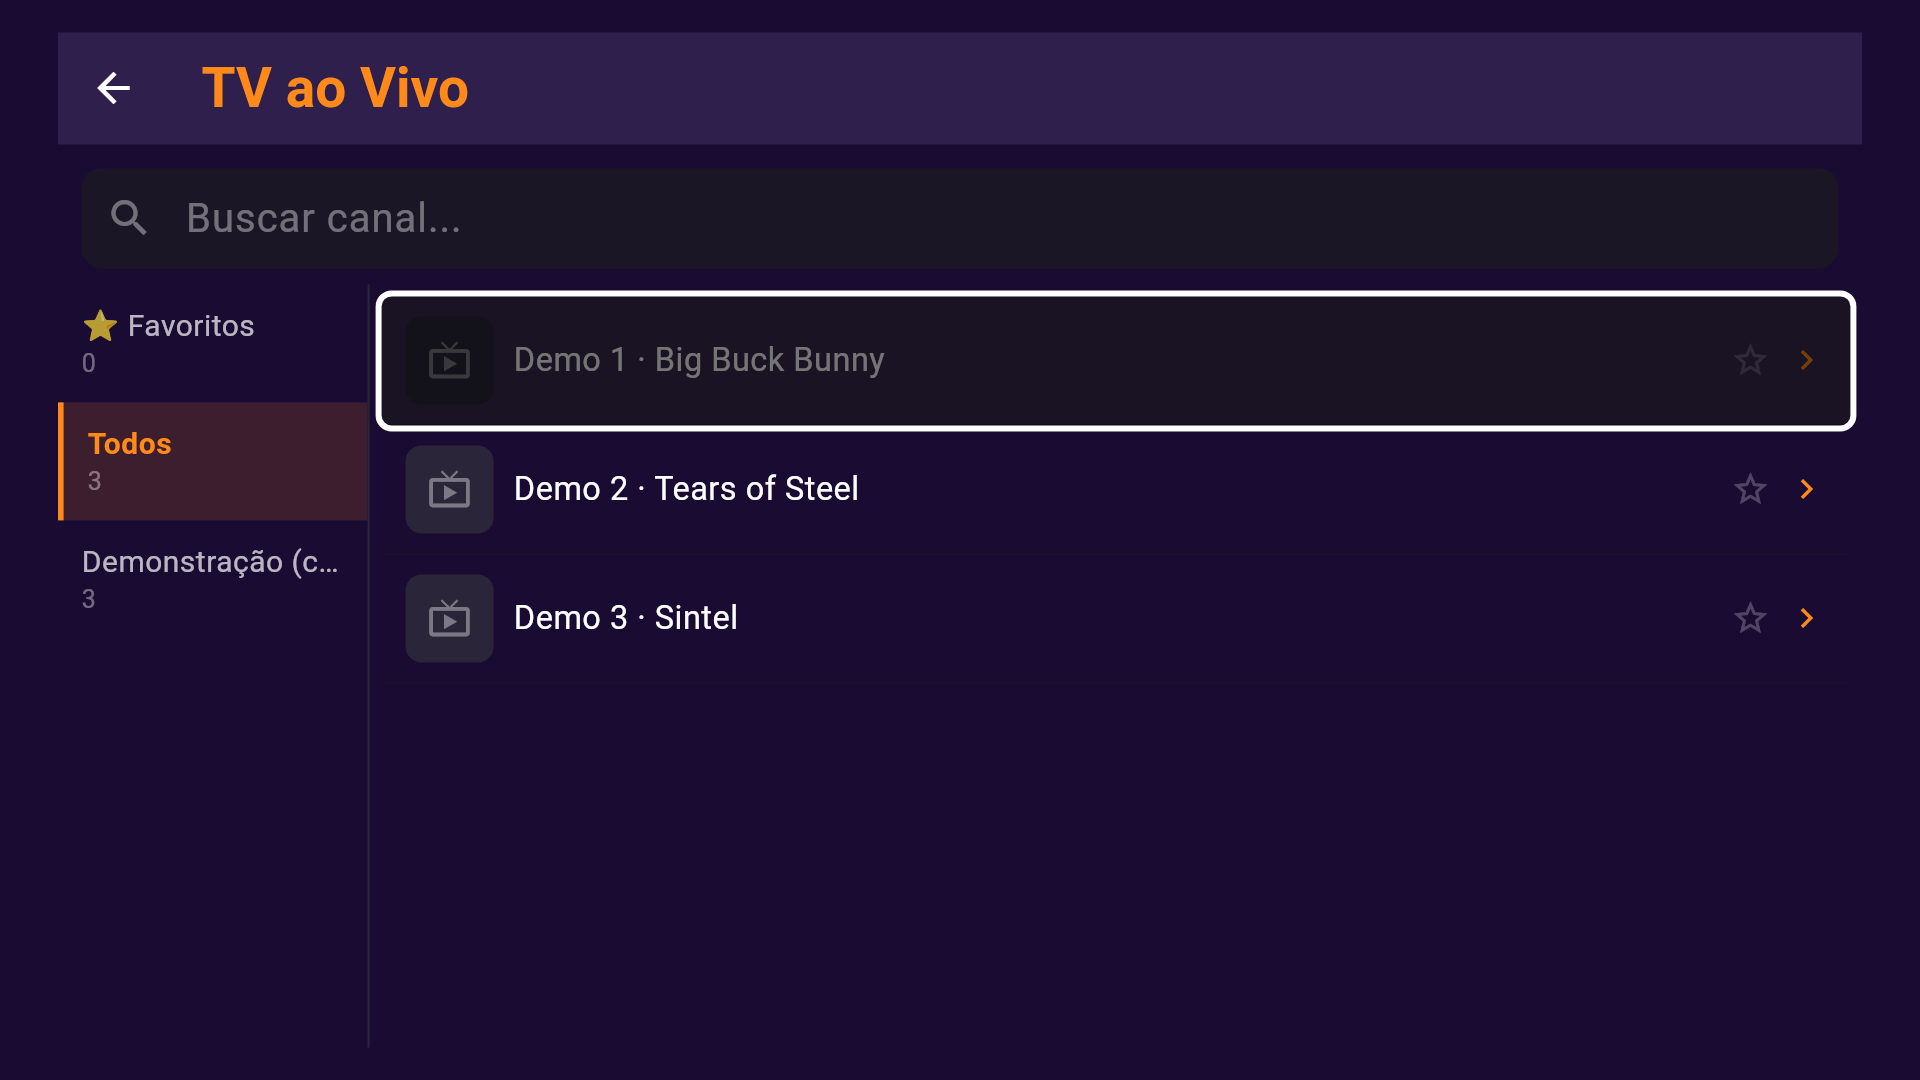 TV ao Vivo
Buscar canal...
⭐ Favoritos
0
Todos
3
Demonstração (c...
3
Demo 1 · Big Buck Bunny
Demo 2 · Tears of Steel
Demo 3 · Sintel